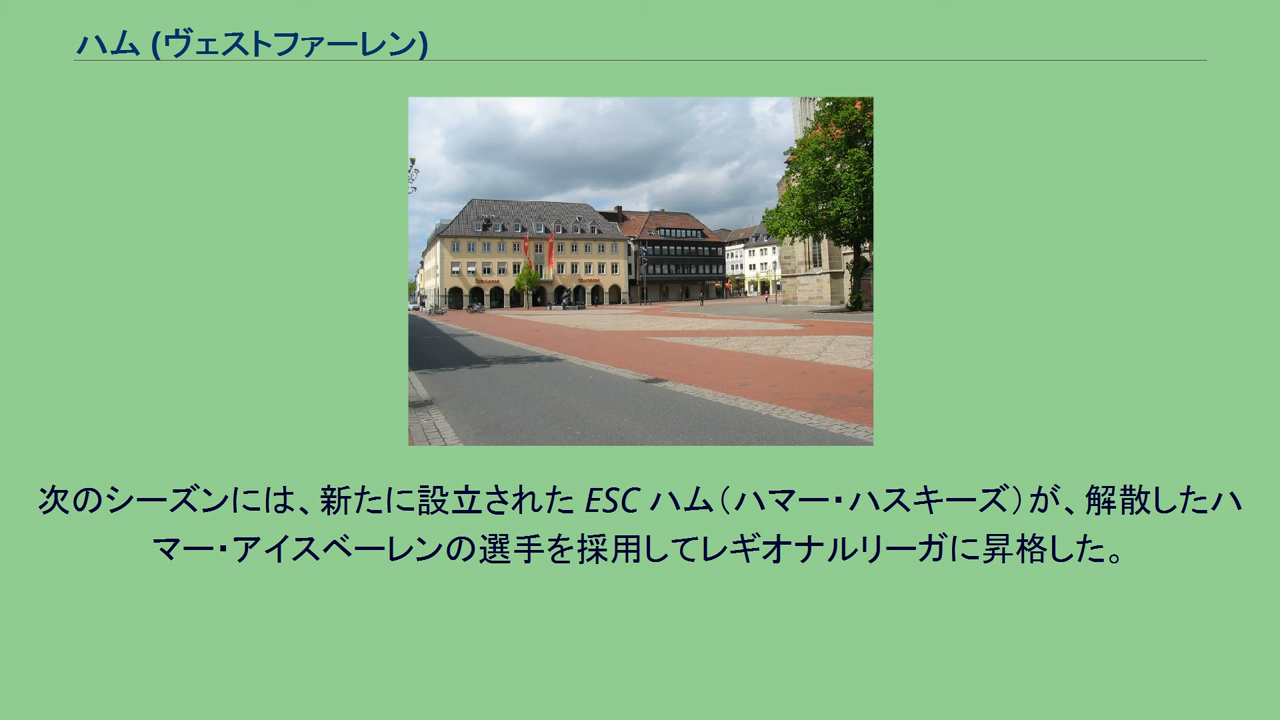 ハム (ヴェストファーレン)
次のシーズンには、新たに設立された ESC ハム（ハマー・ハスキーズ）が、解散したハ
マー・アイスベーレンの選手を採用してレギオナルリーガに昇格した。